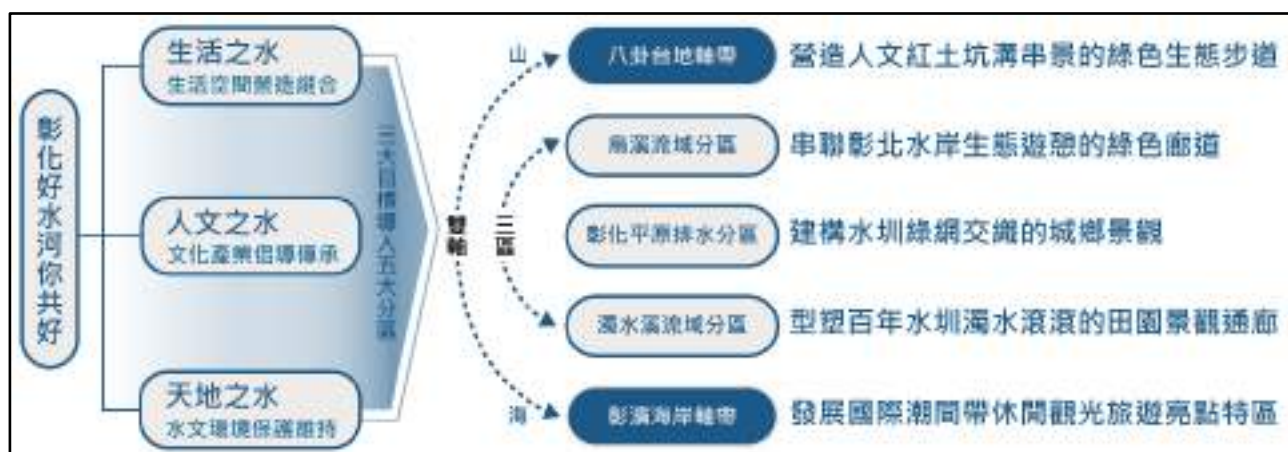 彰化好水河你共好
生活之水
生活空間營造縫合
人文之水
文化產業倡導傳承
天地之水
水文環境保護維持
三大目標導入五大分區
山
雙軸
海
三區
八卦台地軸帶
營造人文紅土坑溝串景的綠色生態步道
烏溪流域分區
串聯彰北水岸生態遊憩的綠色廊道
彰化平原排水分區
建構水圳綠網交織的城鄉景觀
濁水溪流域分區
型塑百年水圳濁水滾滾的田園景觀通廊
彰濱海岸軸帶
發展國際潮間帶休閒觀光旅遊亮點特區